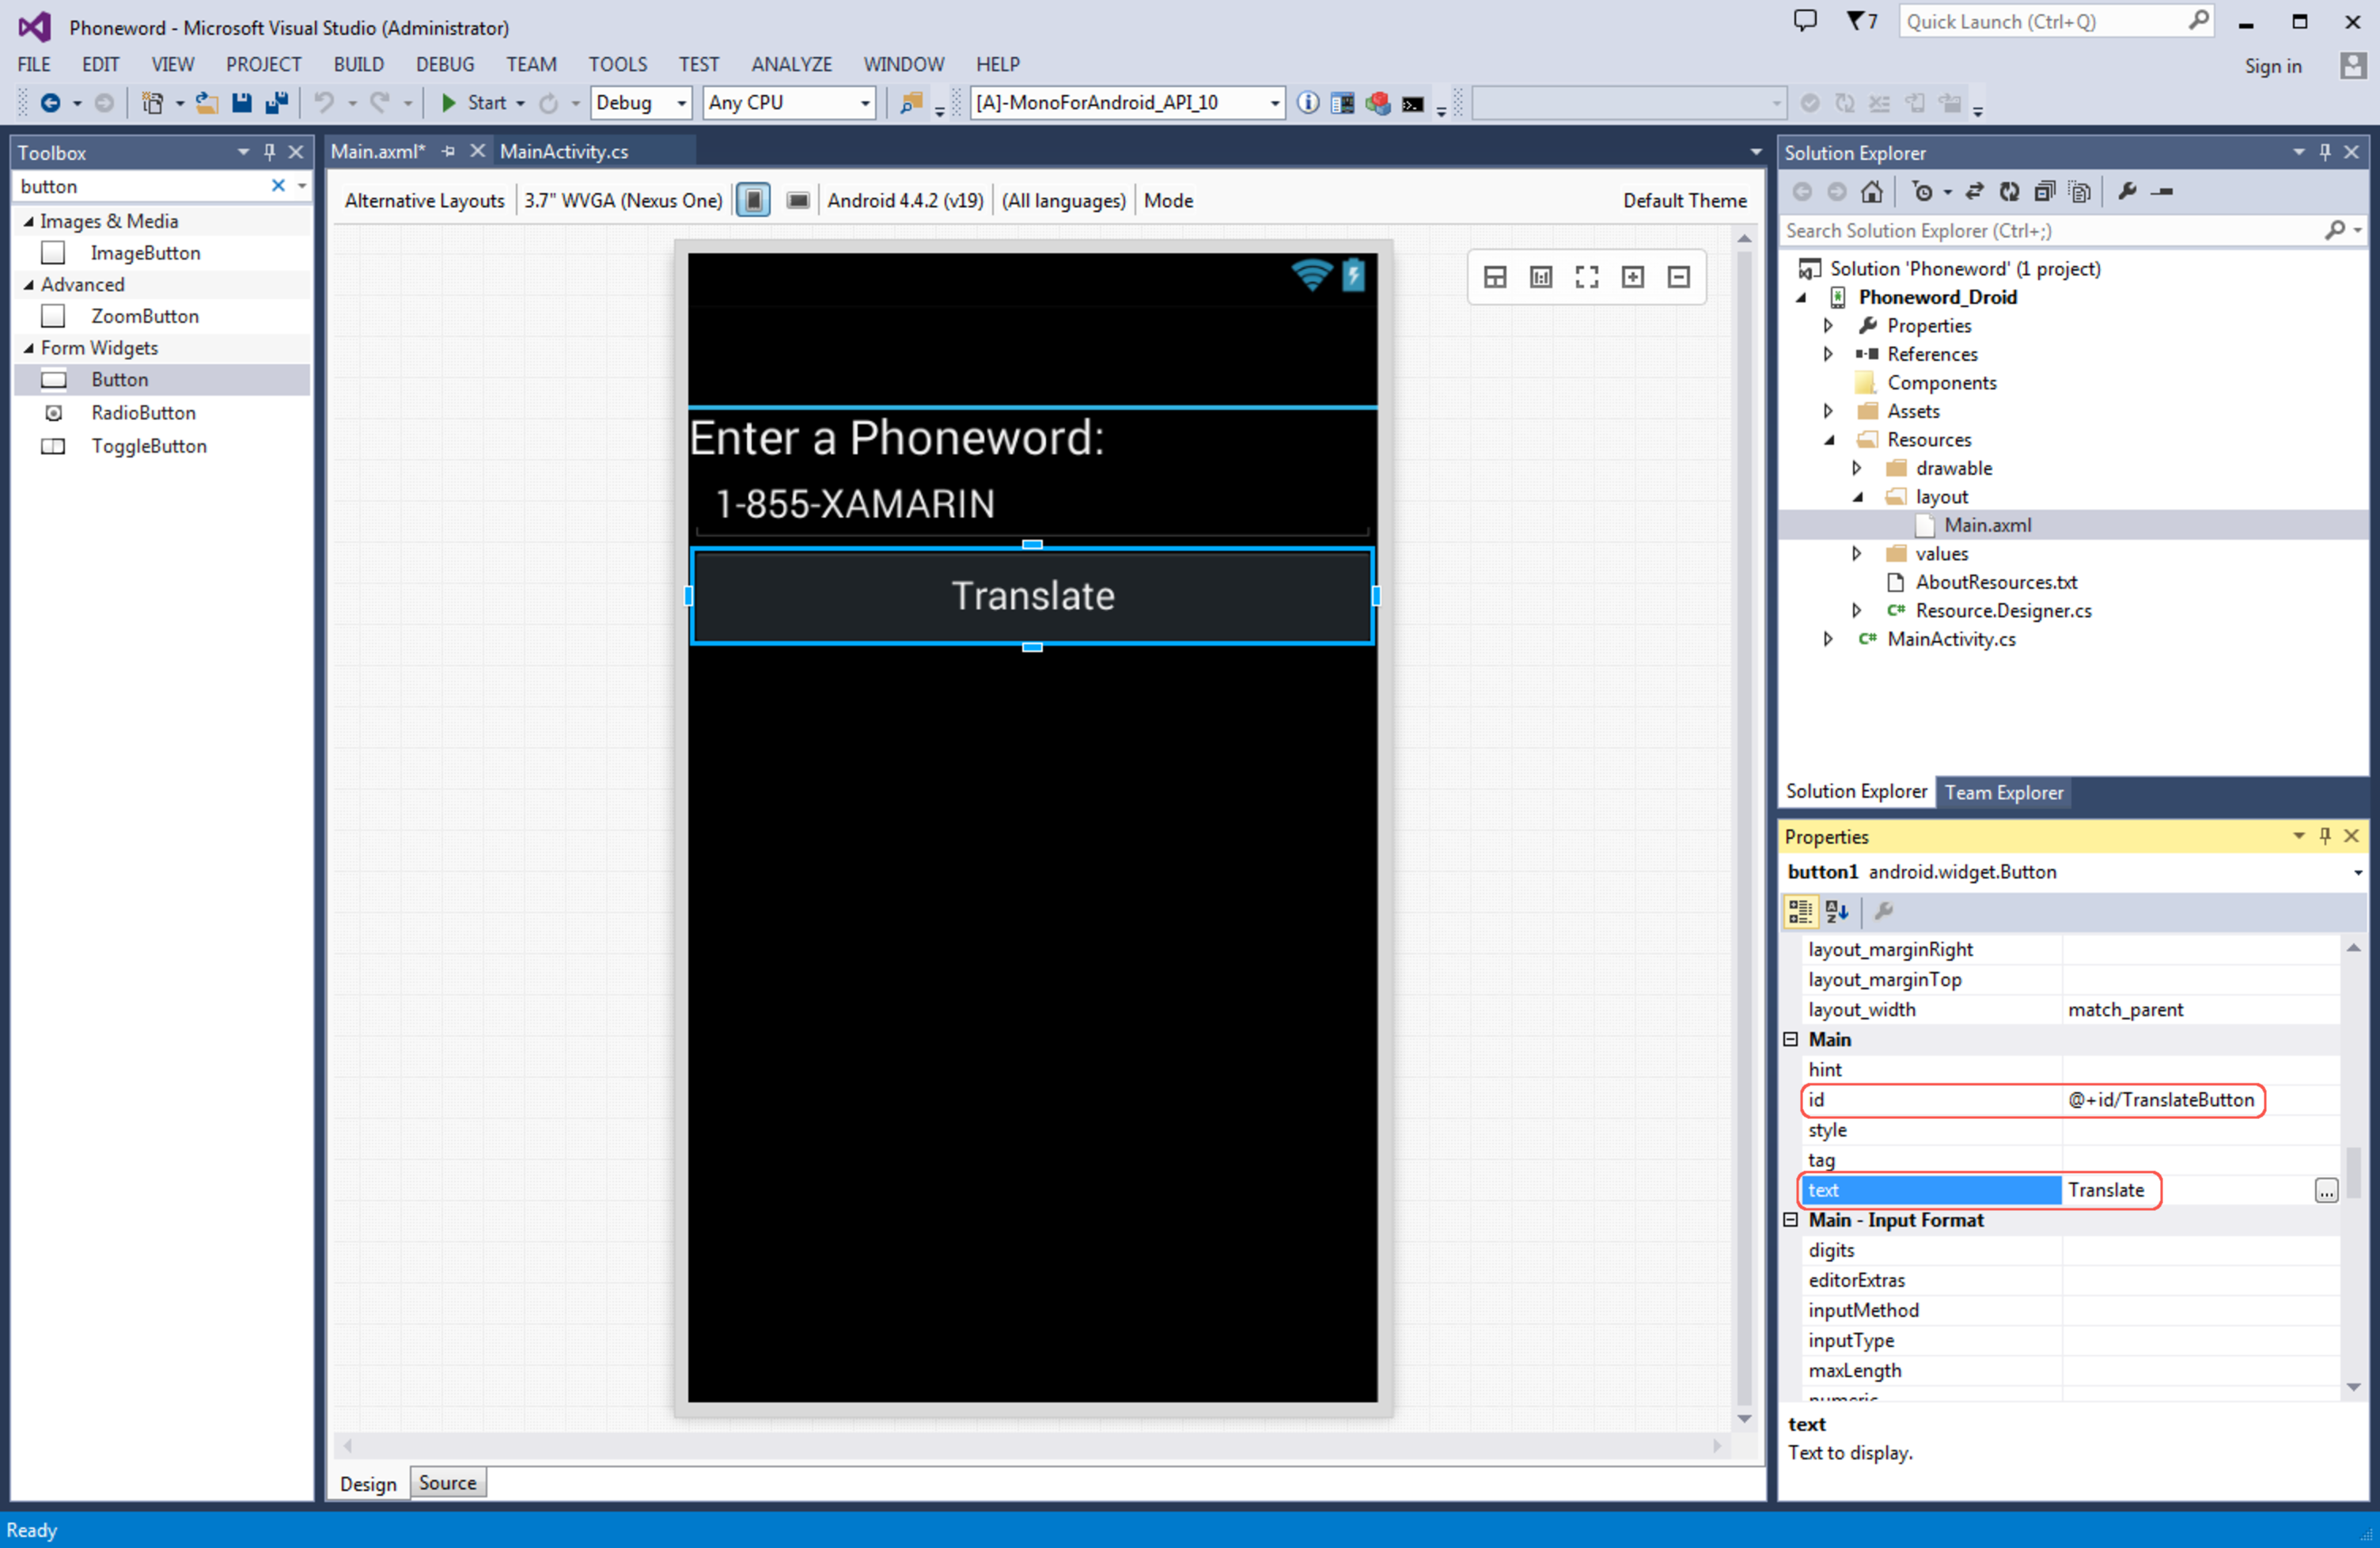 Phoneword - Microsoft Visual Studio (Administrator)
7
Quick Launch (Ctrl+Q)
FILE EDIT VIEW PROJECT BUILD DEBUG TEAM TOOLS TEST ANALYZE WINDOW HELP
Sign in
Start Debug Any CPU [A]-MonoForAndroid_API_10
Toolbox
button
Images & Media
ImageButton
Advanced
ZoomButton
Form Widgets
Button
RadioButton
ToggleButton
Main.axml* MainActivity.cs
Alternative Layouts 3.7" WVGA (Nexus One) Android 4.4.2 (v19) (All languages) Mode Default Theme
Enter a Phoneword:
1-855-XAMARIN
Translate
Design Source
Solution Explorer
Search Solution Explorer (Ctrl+;)
Solution 'Phoneword' (1 project)
Phoneword_Droid
Properties
References
Components
Assets
Resources
drawable
layout
Main.axml
values
AboutResources.txt
C# Resource.Designer.cs
C# MainActivity.cs
Solution Explorer Team Explorer
Properties
button1 android.widget.Button
layout_marginRight
layout_marginTop
layout_width match_parent
Main
hint
id @+id/TranslateButton
style
tag
text Translate ...
Main - Input Format
digits
editorExtras
inputMethod
inputType
maxLength
text
Text to display.
Ready